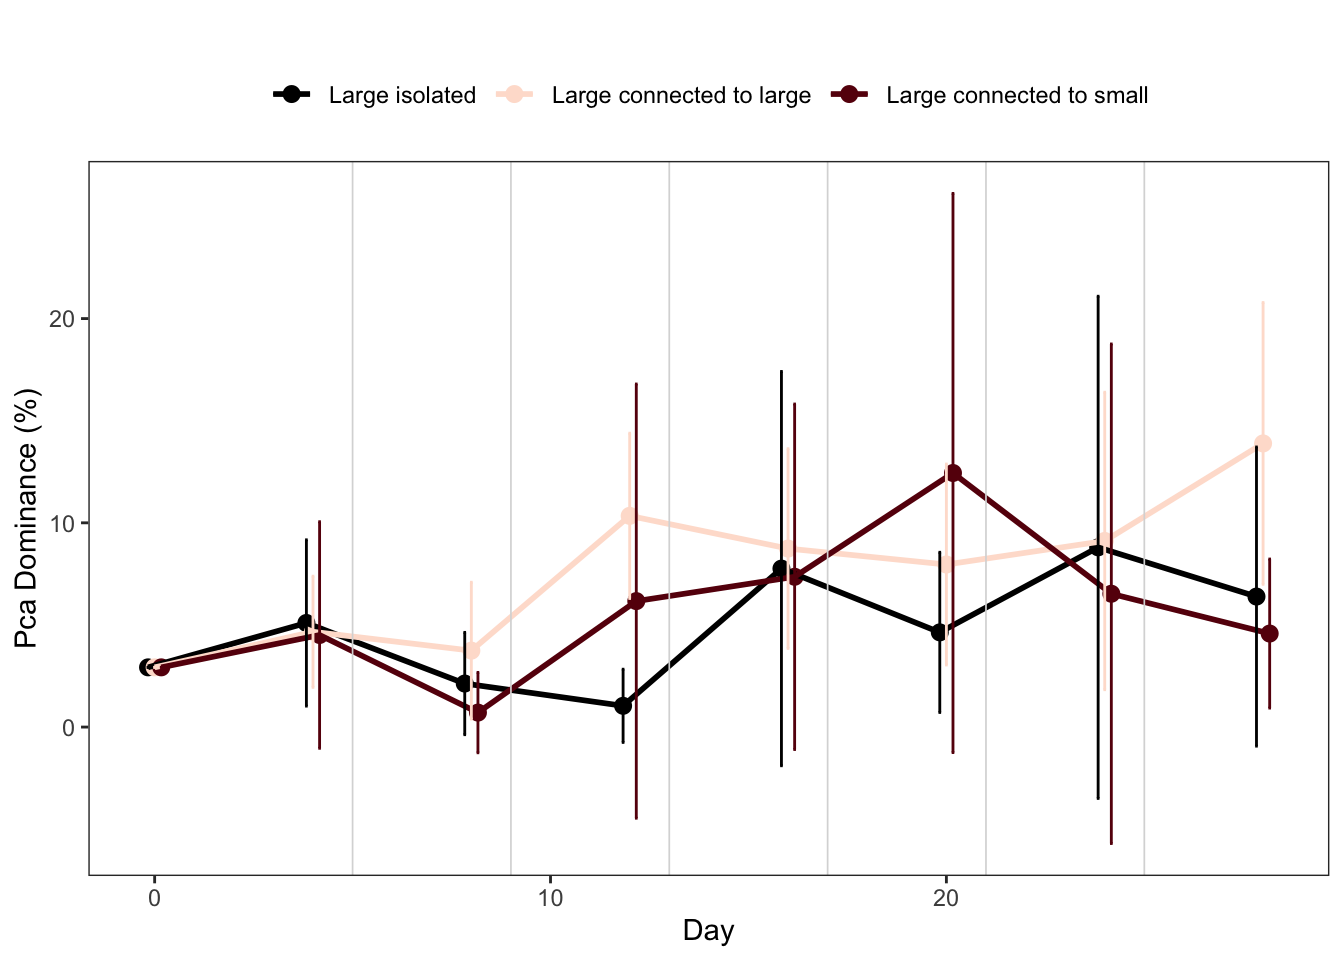 Large isolated Large connected to large Large connected to small
Pca Dominance (%)
20
10
0
0 10 20
Day